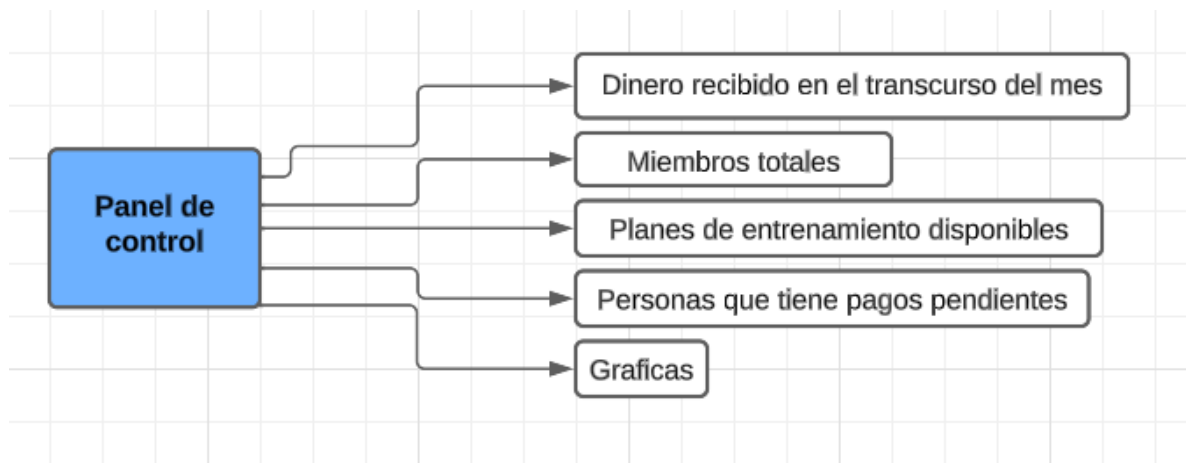 Panel de
control
Dinero recibido en el transcurso del mes
Miembros totales
Planes de entrenamiento disponibles
Personas que tiene pagos pendientes
Graficas